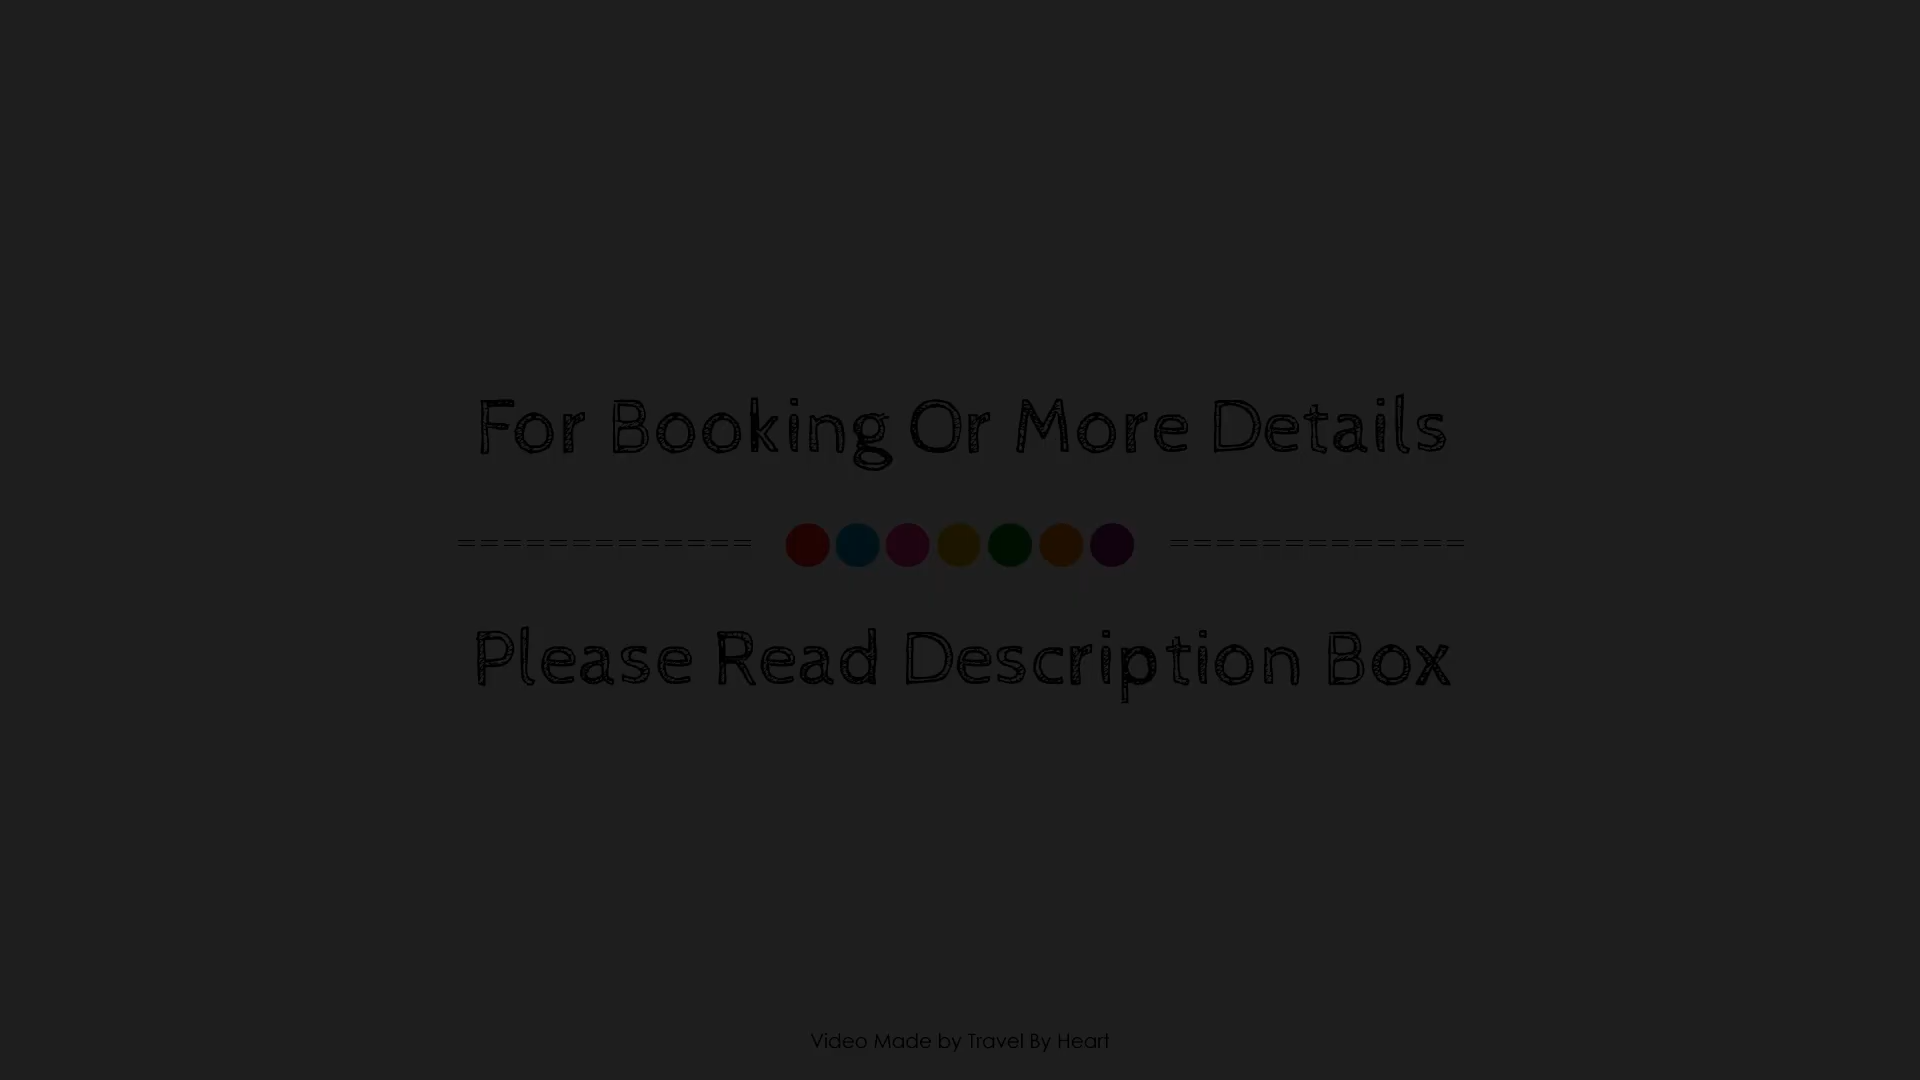 For Booking Or More Details
============= =============
Please Read Description Box
Video Made by Travel By Heart